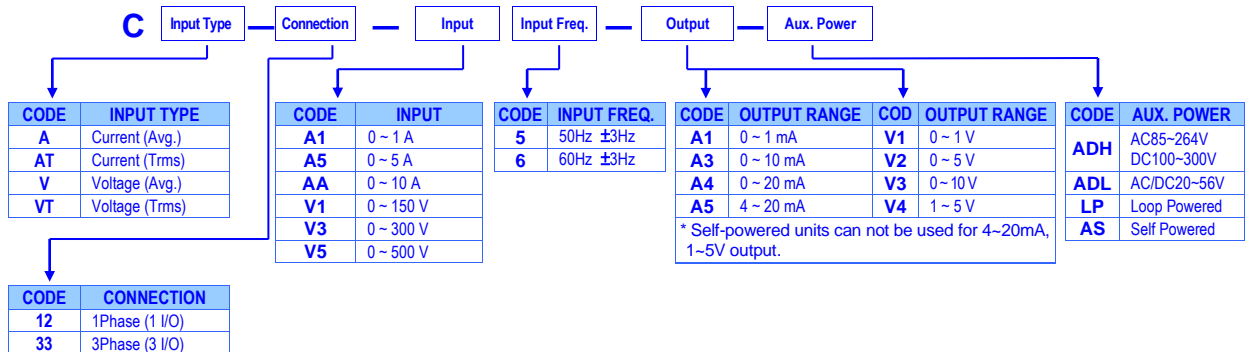 C Input Type — Connection — Input Input Freq. — Output — Aux. Power
CODE INPUT TYPE
A Current (Avg.)
AT Current (Trms)
V Voltage (Avg.)
VT Voltage (Trms)
CODE INPUT
A1 0 ~ 1 A
A5 0 ~ 5 A
AA 0 ~ 10 A
V1 0 ~ 150 V
V3 0 ~ 300 V
V5 0 ~ 500 V
CODE INPUT FREQ.
5 50Hz ±3Hz
6 60Hz ±3Hz
CODE OUTPUT RANGE COD OUTPUT RANGE
A1 0 ~ 1 mA V1 0 ~ 1 V
A3 0 ~ 10 mA V2 0 ~ 5 V
A4 0 ~ 20 mA V3 0 ~ 10 V
A5 4 ~ 20 mA V4 1 ~ 5 V
* Self-powered units can not be used for 4~20mA,
1~5V output.
CODE AUX. POWER
ADH AC85~264V
DC100~300V
ADL AC/DC20~56V
LP Loop Powered
AS Self Powered
CODE CONNECTION
12 1Phase (1 I/O)
33 3Phase (3 I/O)